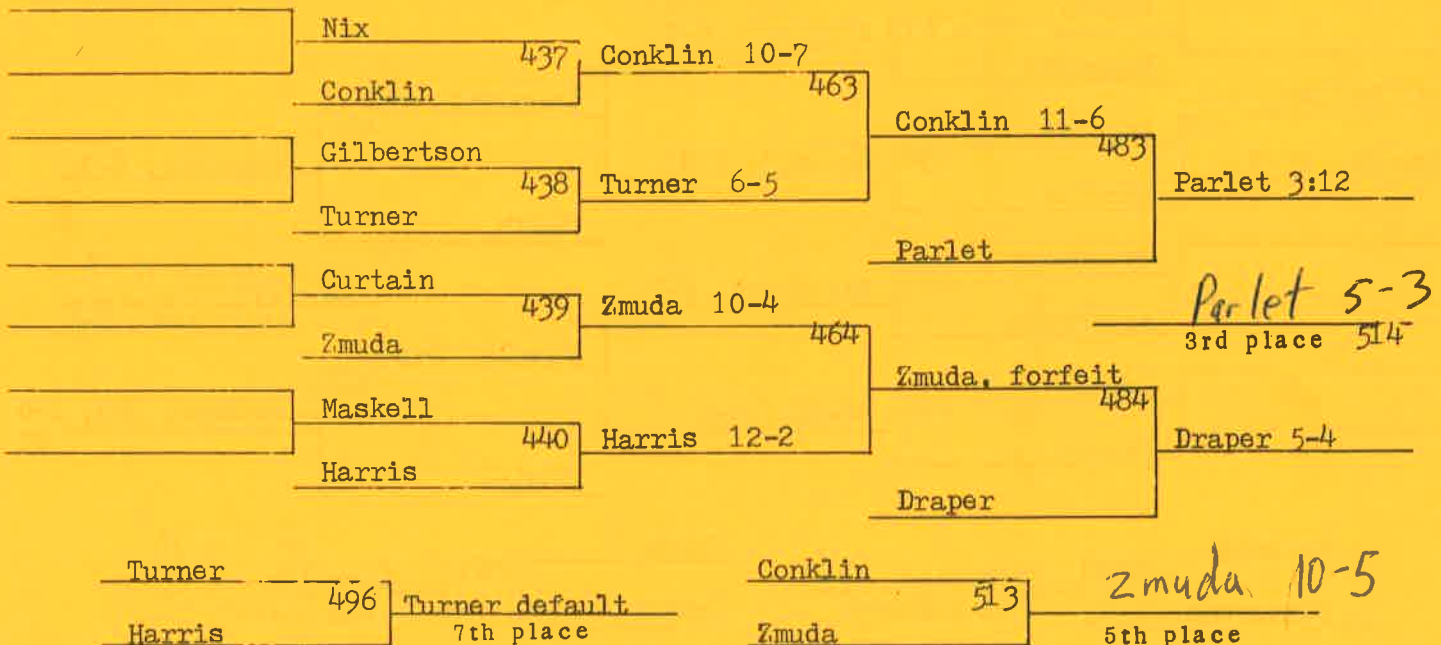 Nix
437
Conklin 10-7
Conklin
463
Conklin 11-6
483
Gilbertson
438
Turner 6-5
Parlet 3:12
Turner
Parlet
Curtain
439
Zmuda 10-4
Parlet 5-3
Zmuda
464
3rd place 514
Zmuda, forfeit
484
Maskell
440
Harris 12-2
Draper 5-4
Harris
Draper
Turner
496
Turner default
Harris
7th place
Conklin
513
Zmuda 10-5
Zmuda
5th place